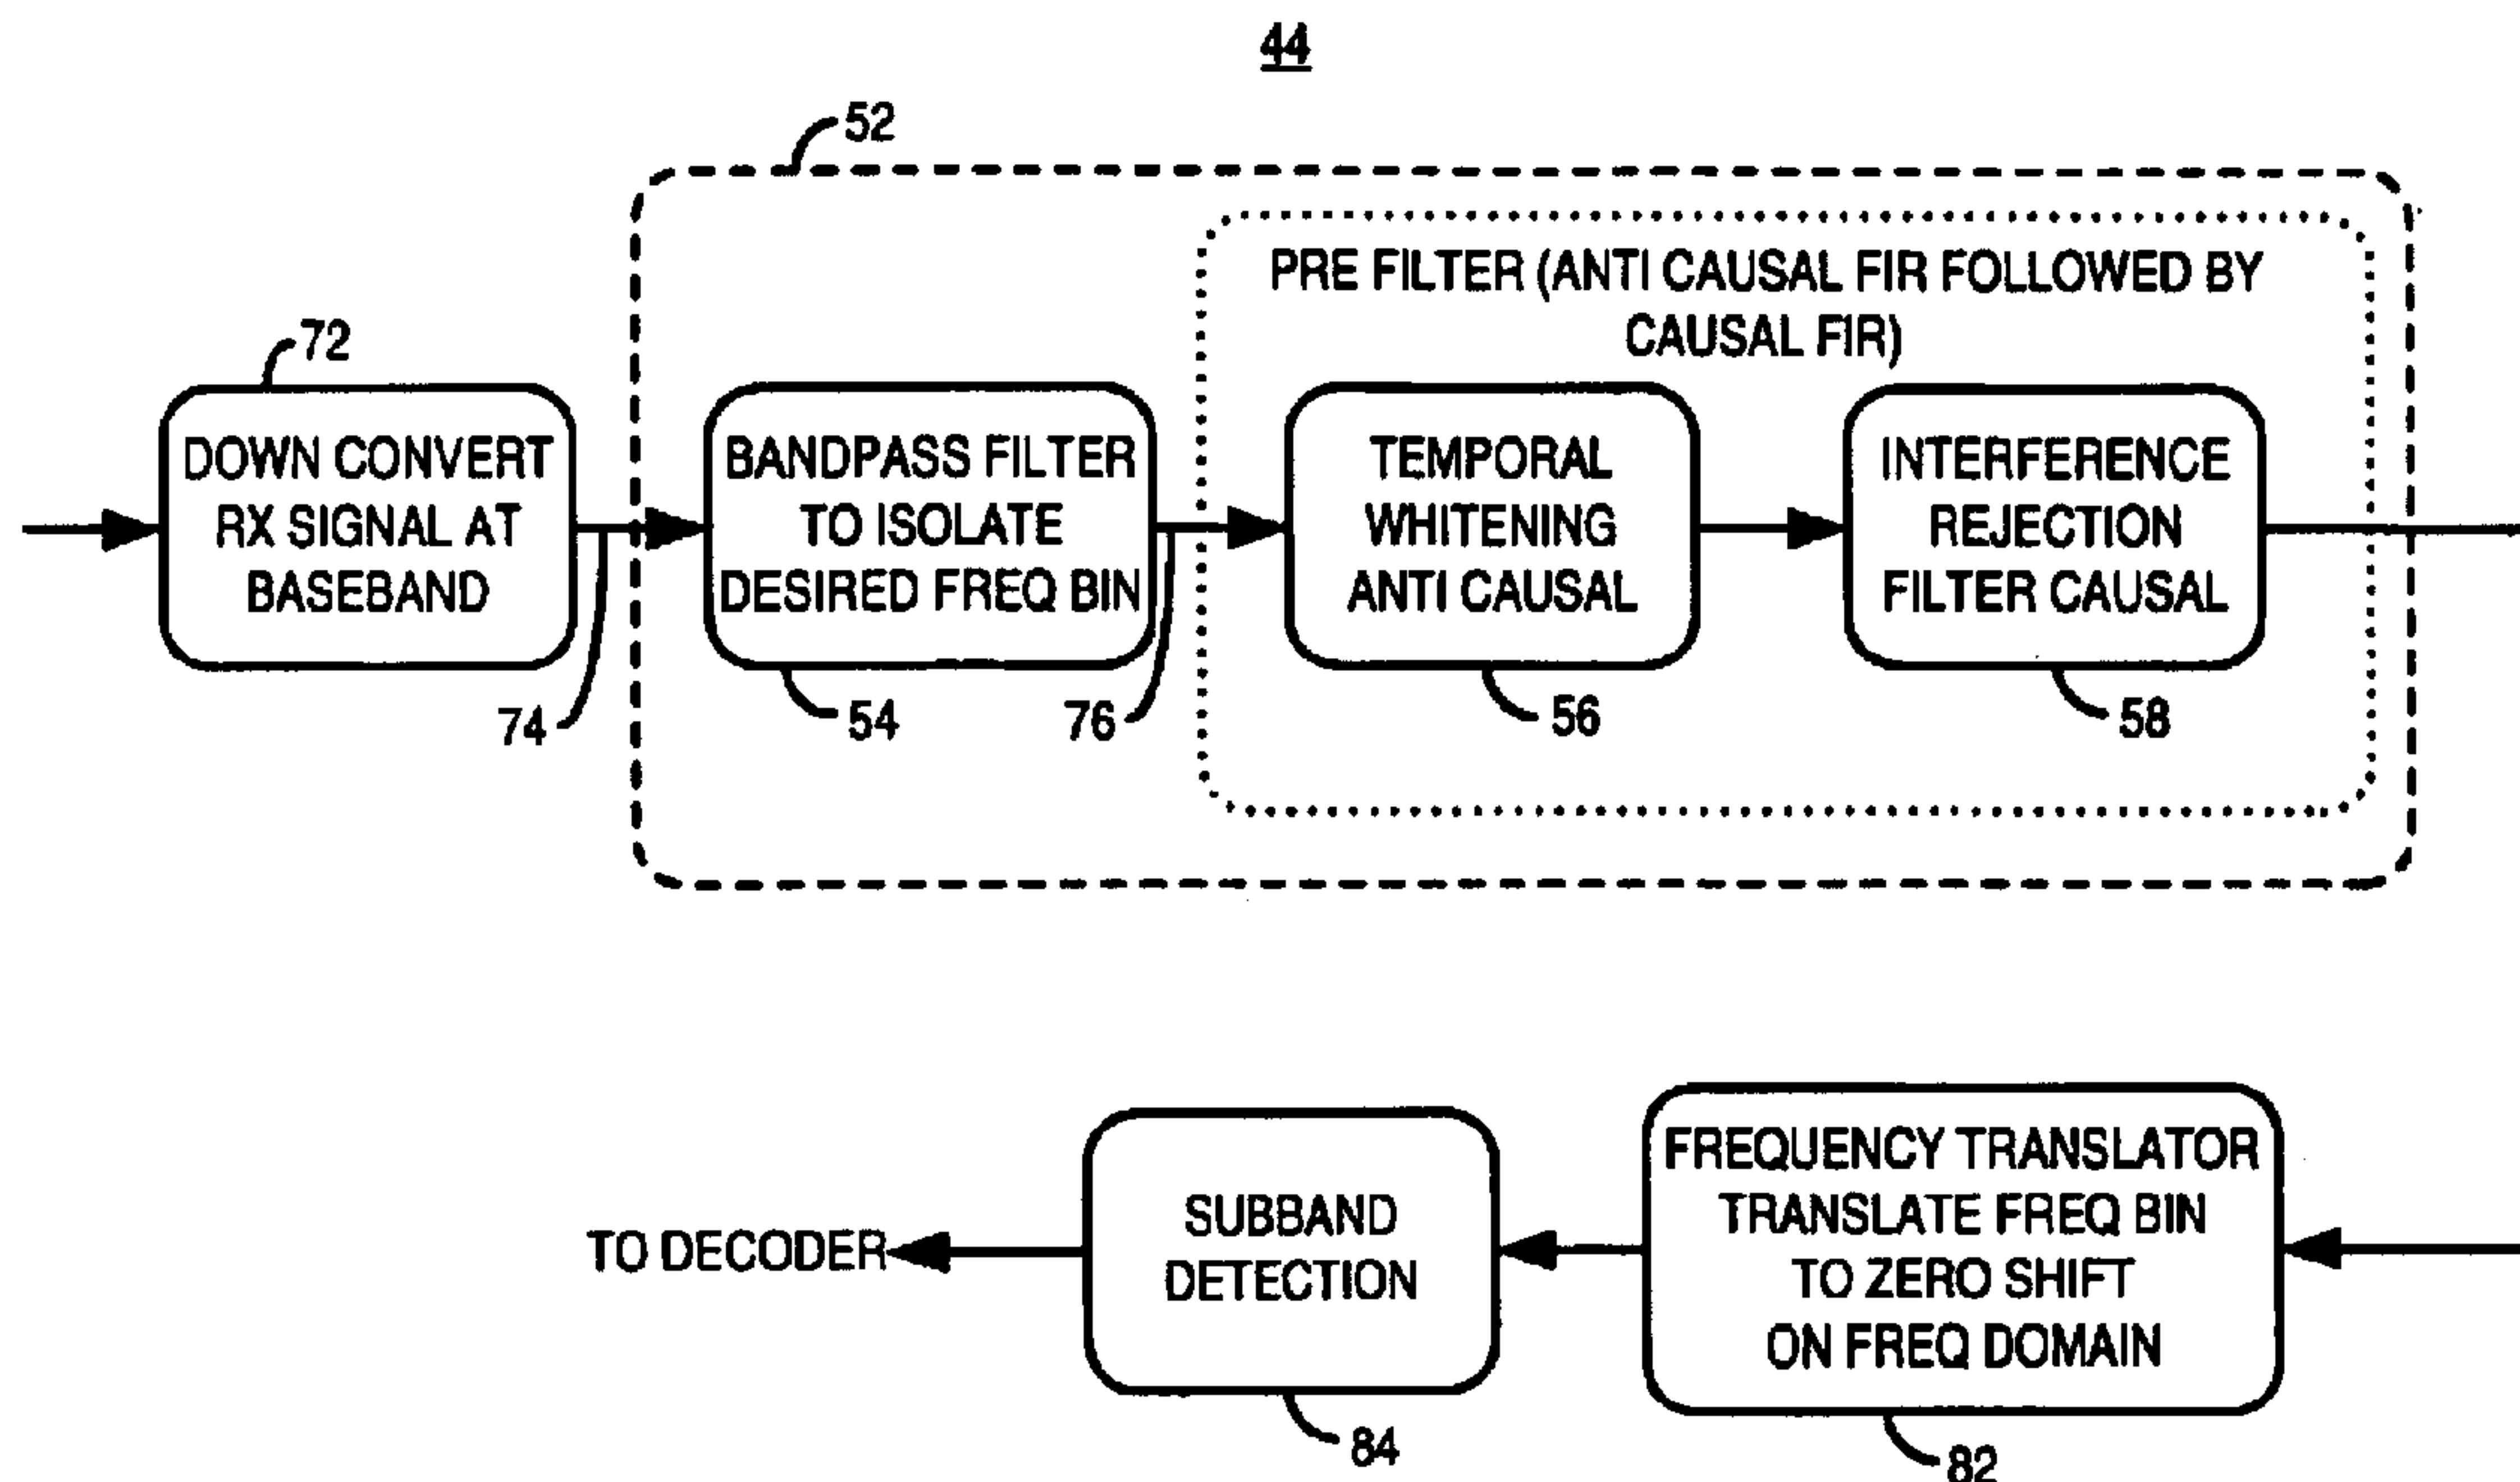 44
52
PRE FILTER (ANTI CAUSAL FIR FOLLOWED BY
CAUSAL FIR)
72
DOWN CONVERT
RX SIGNAL AT
BASEBAND
74
BANDPASS FILTER
TO ISOLATE
DESIRED FREQ BIN
54
76
TEMPORAL
WHITENING
ANTI CAUSAL
56
INTERFERENCE
REJECTION
FILTER CAUSAL
58
FREQUENCY TRANSLATOR
TRANSLATE FREQ BIN
TO ZERO SHIFT
ON FREQ DOMAIN
82
SUBBAND
DETECTION
84
TO DECODER